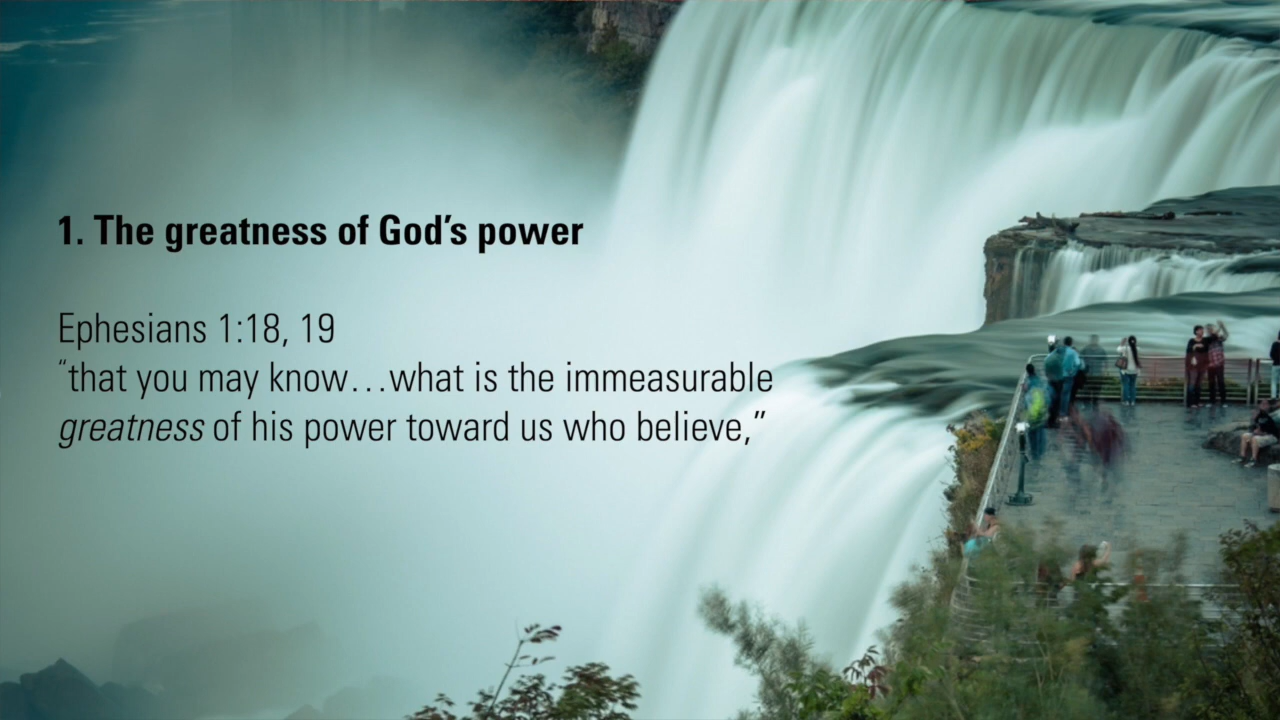 1. The greatness of God’s power
Ephesians 1:18, 19
“that you may know…what is the immeasurable
greatness of his power toward us who believe,”